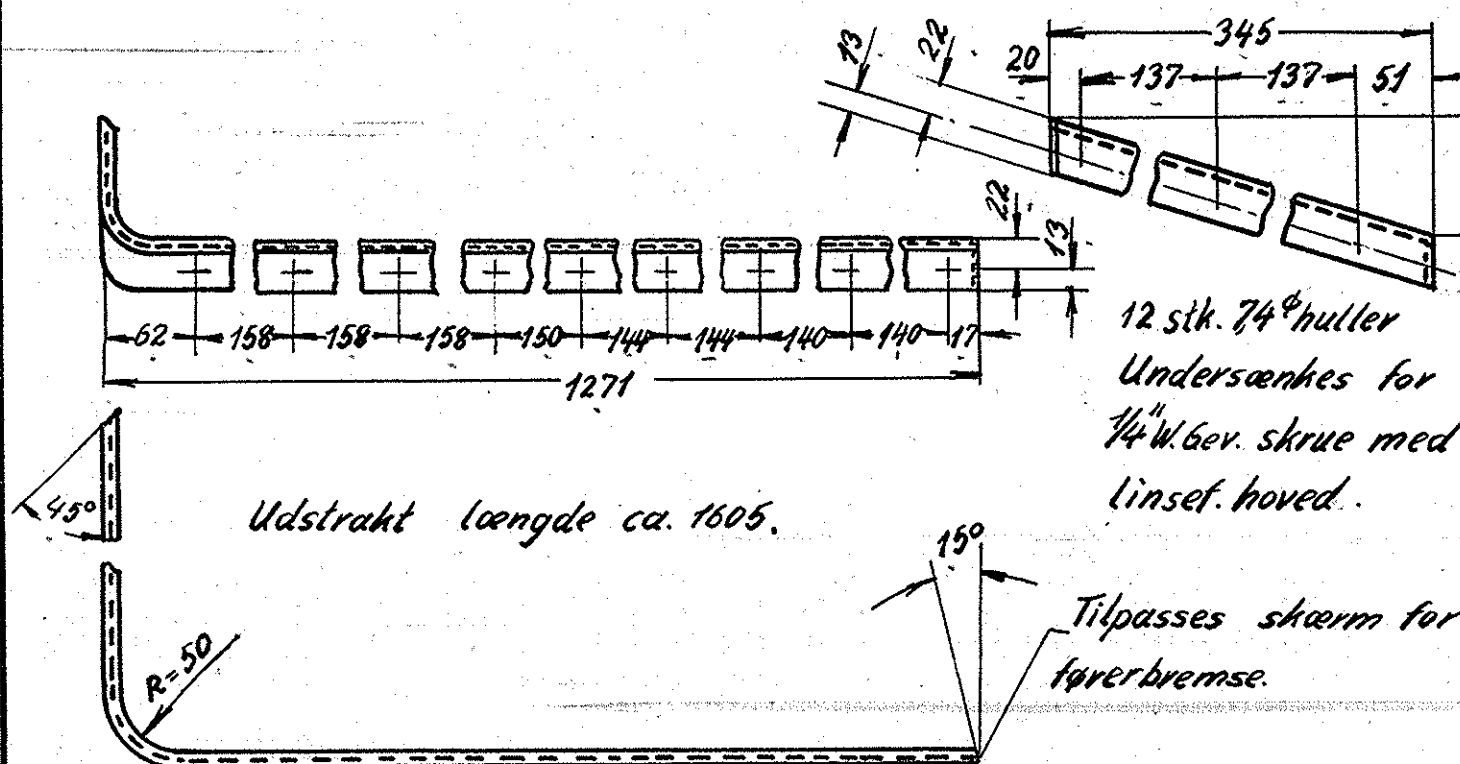 345
20 137 137 51
13 22
22 13
62 158 158 158 150 144 144 140 140 17
1271
12 stk. 7,4 ϕ huller
Undersænkes for
1/4" W. Gev. skrue med
linsef. hoved.
45°
Udstrakt længde ca. 1605.
15°
R=50
Tilpasses skærm for
førerbremse.